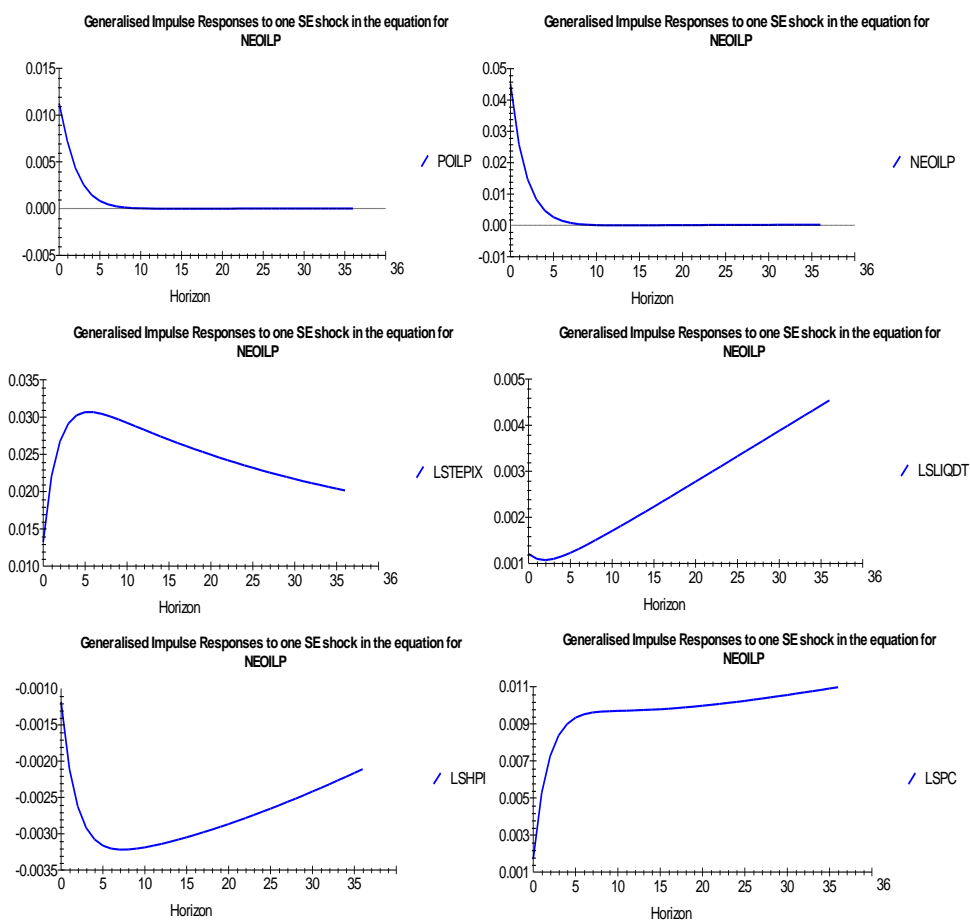 Generalised Impulse Responses to one SE shock in the equation for
NEOILP
0.015
0.010
0.005
0.000
-0.005
0 5 10 15 20 25 30 35 36
Horizon
POILP
Generalised Impulse Responses to one SE shock in the equation for
NEOILP
0.05
0.04
0.03
0.02
0.01
0.00
-0.01
0 5 10 15 20 25 30 35 36
Horizon
NEOILP
Generalised Impulse Responses to one SE shock in the equation for
NEOILP
0.035
0.030
0.025
0.020
0.015
0.010
0 5 10 15 20 25 30 35 36
Horizon
LSTEPIX
Generalised Impulse Responses to one SE shock in the equation for
NEOILP
0.005
0.004
0.003
0.002
0.001
0 5 10 15 20 25 30 35 36
Horizon
LSLIQDT
Generalised Impulse Responses to one SE shock in the equation for
NEOILP
-0.0010
-0.0015
-0.0020
-0.0025
-0.0030
-0.0035
0 5 10 15 20 25 30 35
Horizon
LSHPI
Generalised Impulse Responses to one SE shock in the equation for
NEOILP
0.011
0.009
0.007
0.005
0.003
0.001
0 5 10 15 20 25 30 35 36
Horizon
LSPC